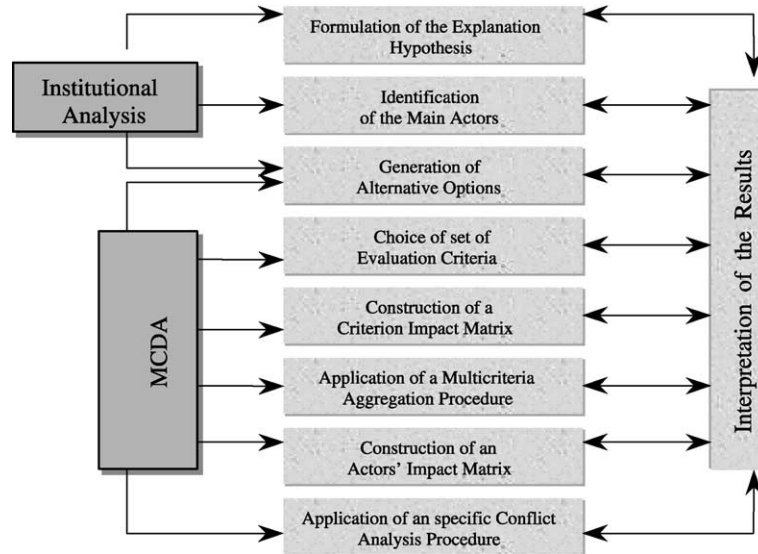 Formulation of the Explanation
Hypothesis
Institutional
Analysis
Identification
of the Main Actors
Generation of
Alternative Options
Choice of set of
Evaluation Criteria
Construction of a
Criterion Impact Matrix
MCDA
Application of a Multicriteria
Aggregation Procedure
Construction of an
Actors’ Impact Matrix
Application of an specific Conflict
Analysis Procedure
Interpretation of the Results